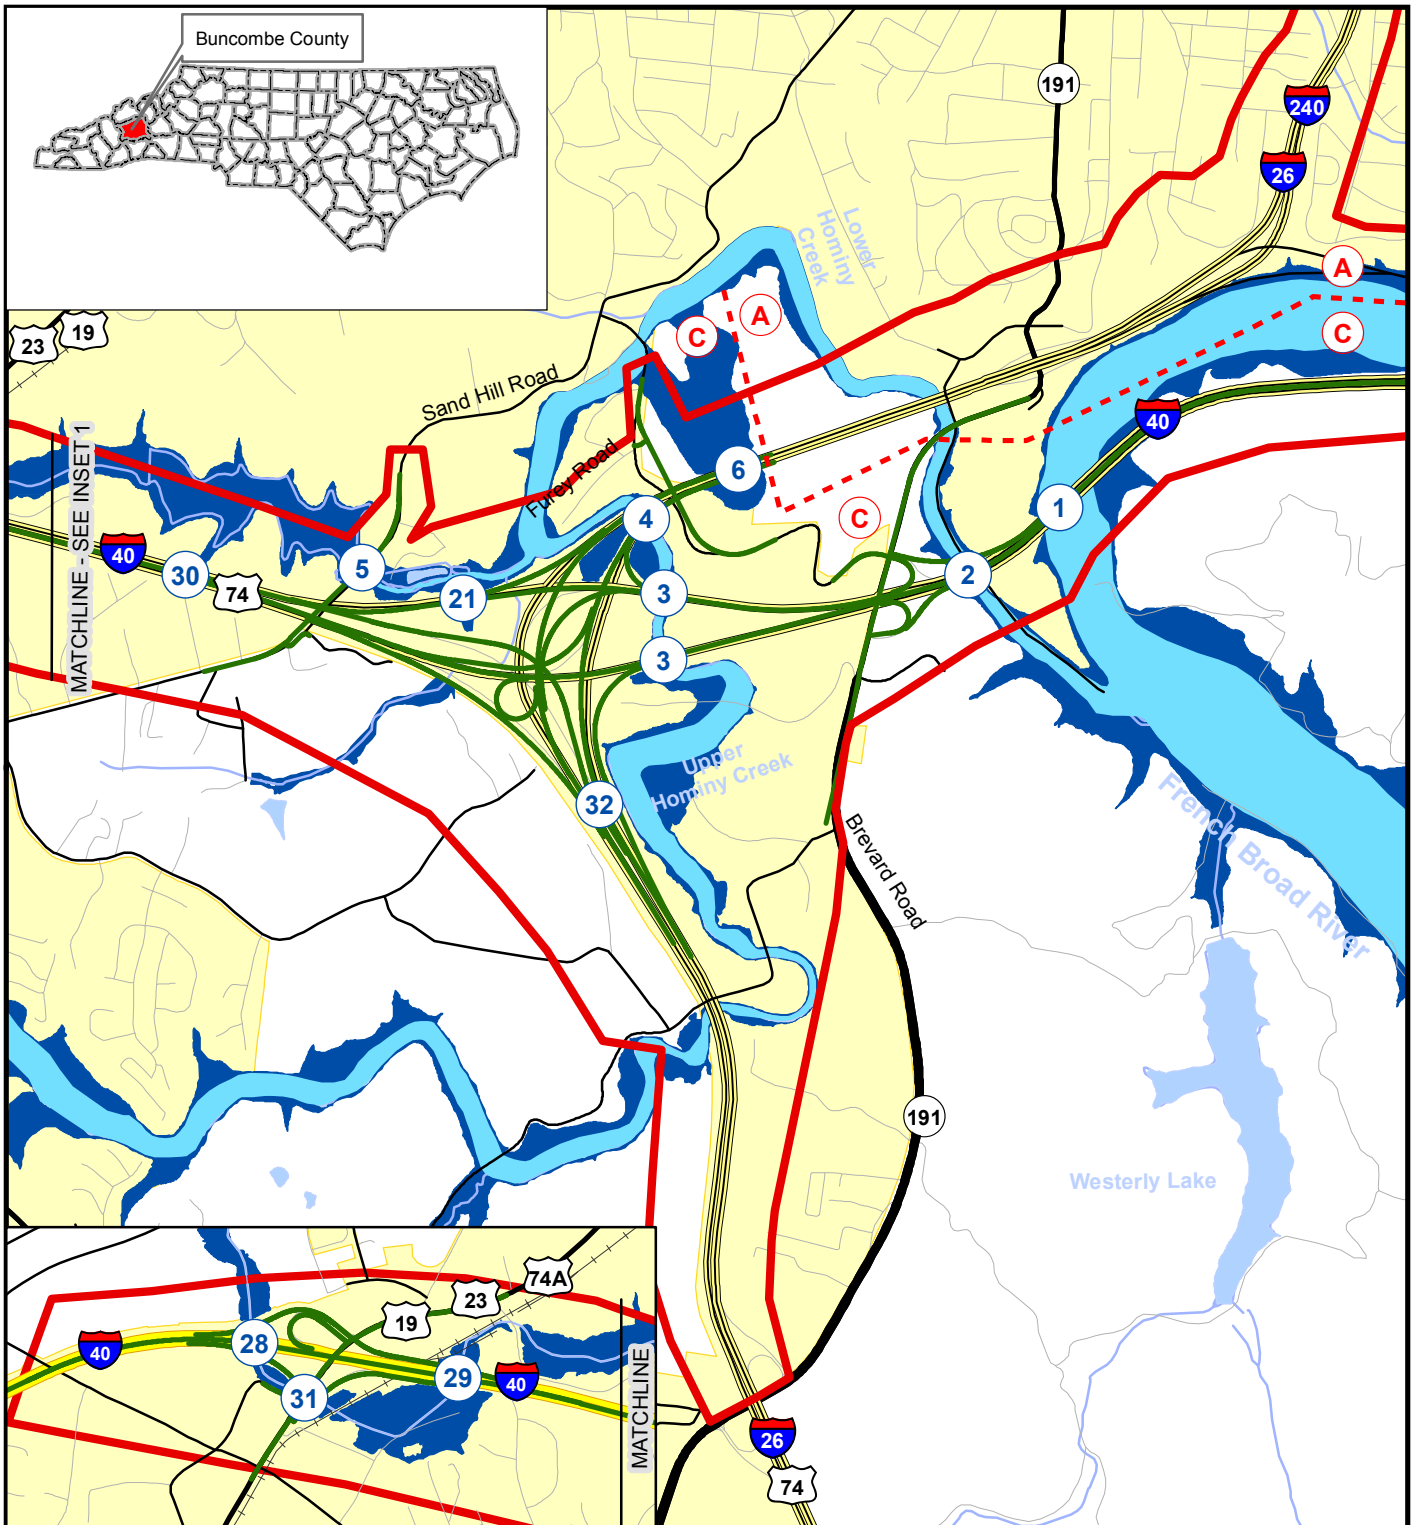 Buncombe County
191
240
26
Lower
Hominy
Creek
A
C
A
C
23
19
Sand Hill Road
40
Furey Road
MATCHLINE - SEE INSET 1
6
1
4
C
40
30
5
2
74
21
3
3
Upper
Hominy Creek
32
French Broad River
Brevard Road
191
Westerly Lake
74A
23
19
28
40
29
40
31
MATCHLINE
26
74